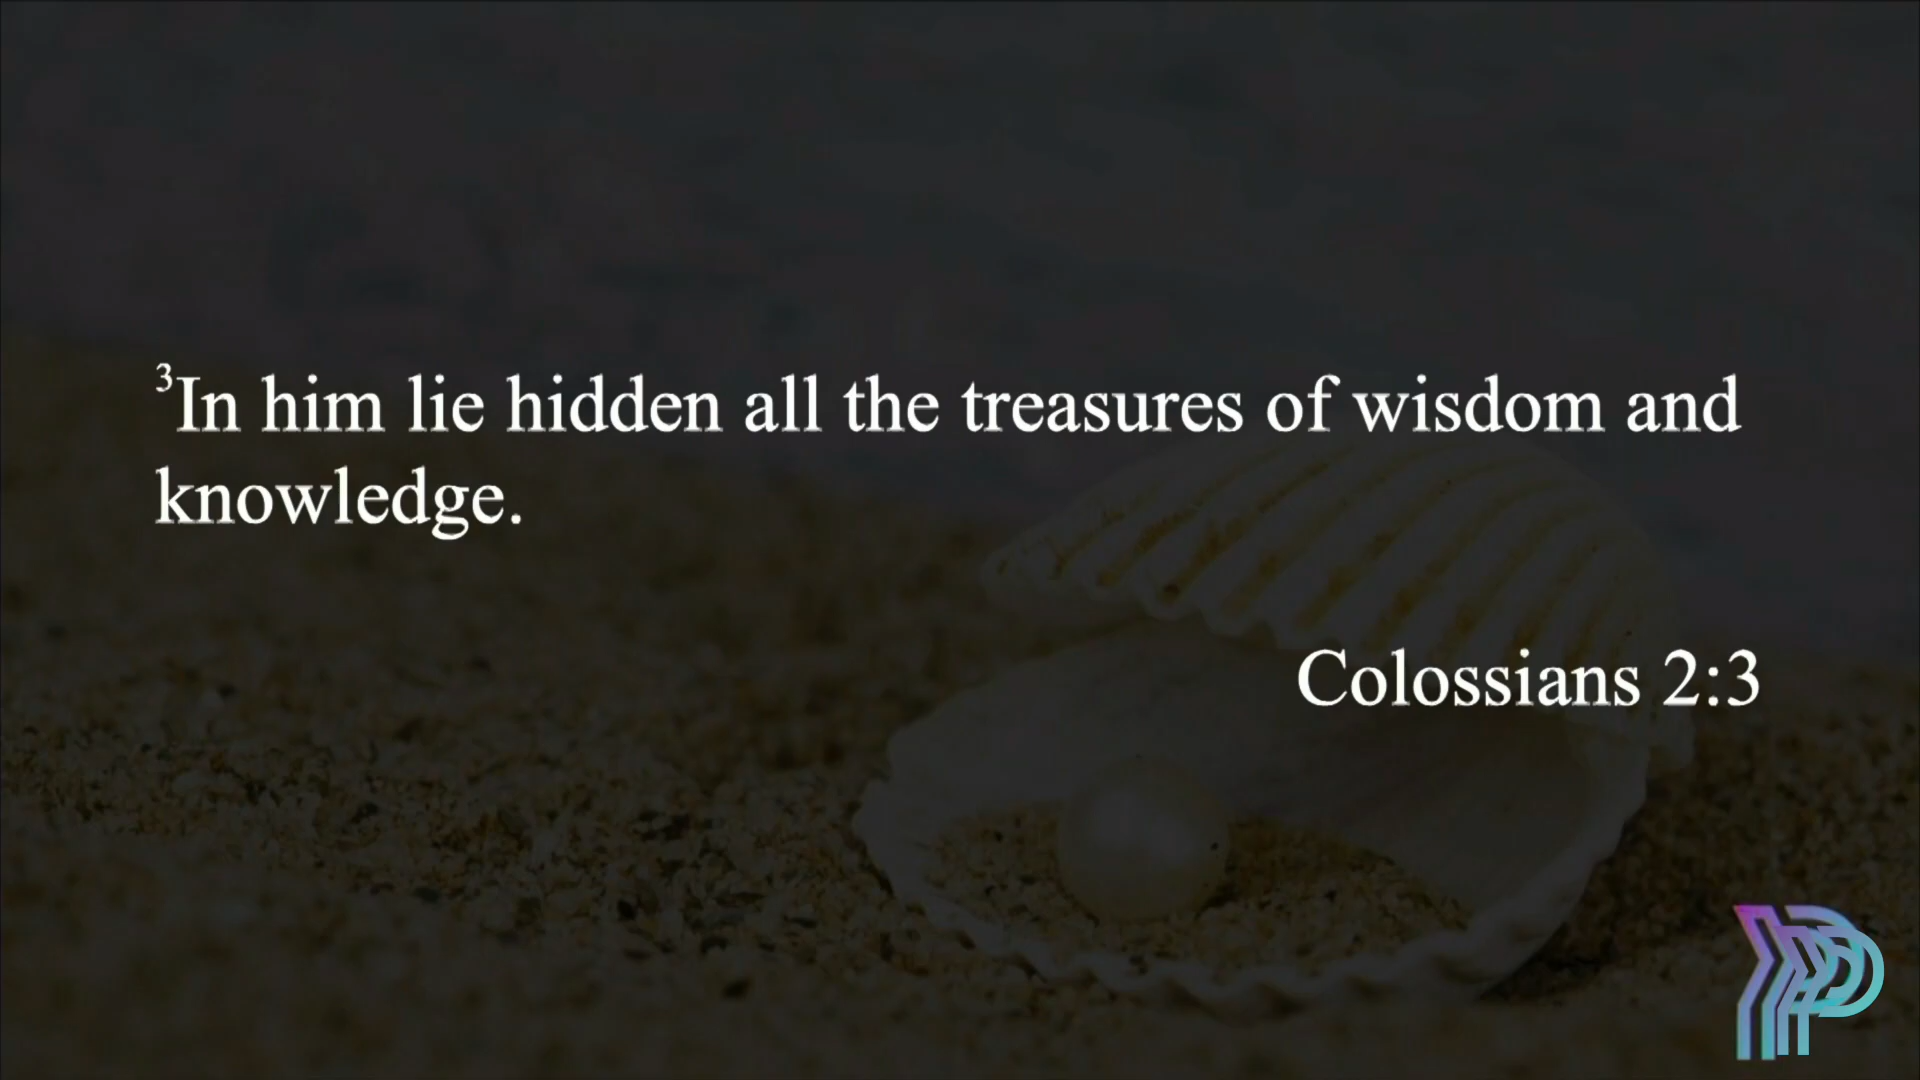 ³In him lie hidden all the treasures of wisdom and
knowledge.
Colossians 2:3